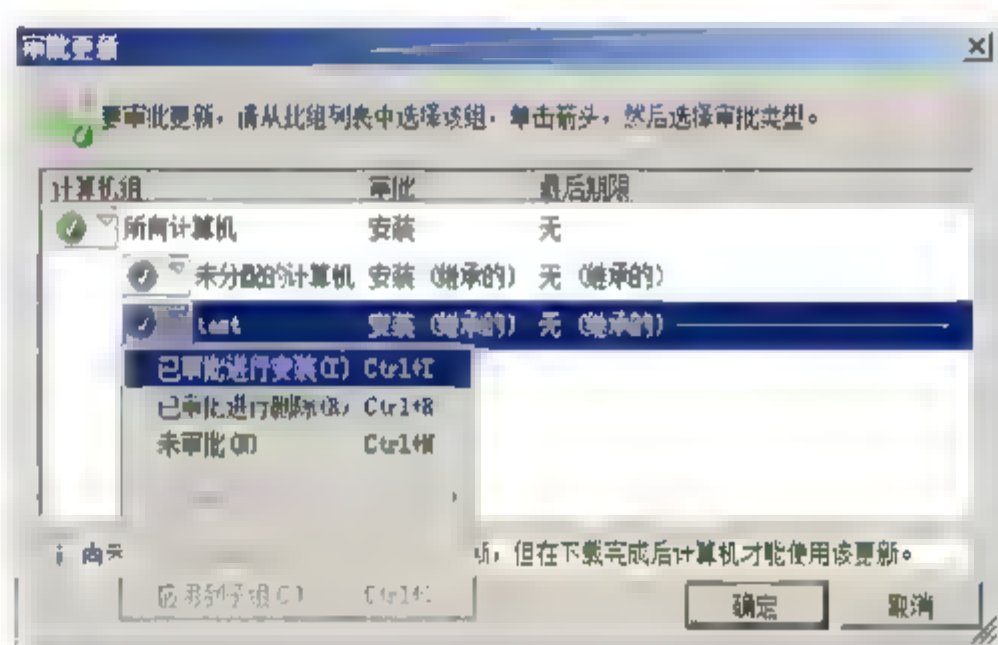 审批更新
要审批更新，请从此组列表中选择该组，单击箭头，然后选择审批类型。
计算机组 审批 最后期限
所有计算机 安装 无
未分配的计算机 安装（继承的） 无（继承的）
test 安装（继承的） 无（继承的）
已审批进行安装(I) Ctrl+I
已审批进行删除(R) Ctrl+R
未审批(N) Ctrl+N
新，但在下载完成后计算机才能使用该更新。
应用到子组(C)
确定 取消